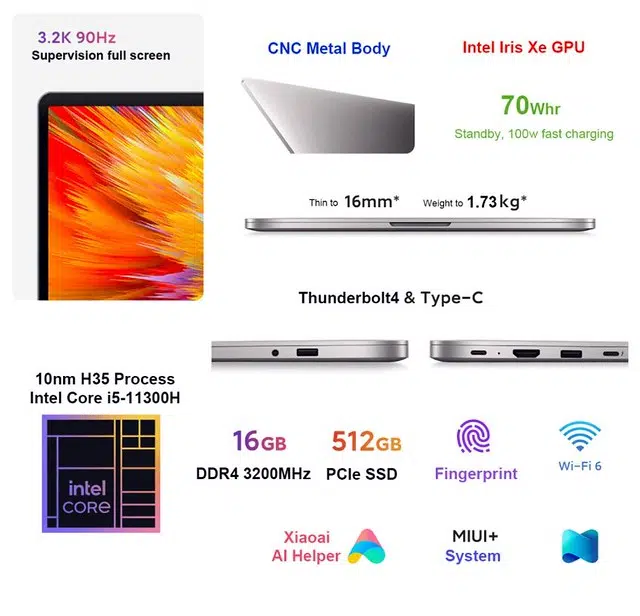 3.2K 90Hz
Supervision full screen
CNC Metal Body
Intel Iris Xe GPU
70Whr
Standby, 100w fast charging
Thin to 16mm*
Weight to 1.73kg*
Thunderbolt4 & Type-C
10nm H35 Process
Intel Core i5-11300H
intel
CORE
16GB
DDR4 3200MHz
512GB
PCIe SSD
Fingerprint
Wi-Fi 6
Xiaoai
AI Helper
MIUI+
System